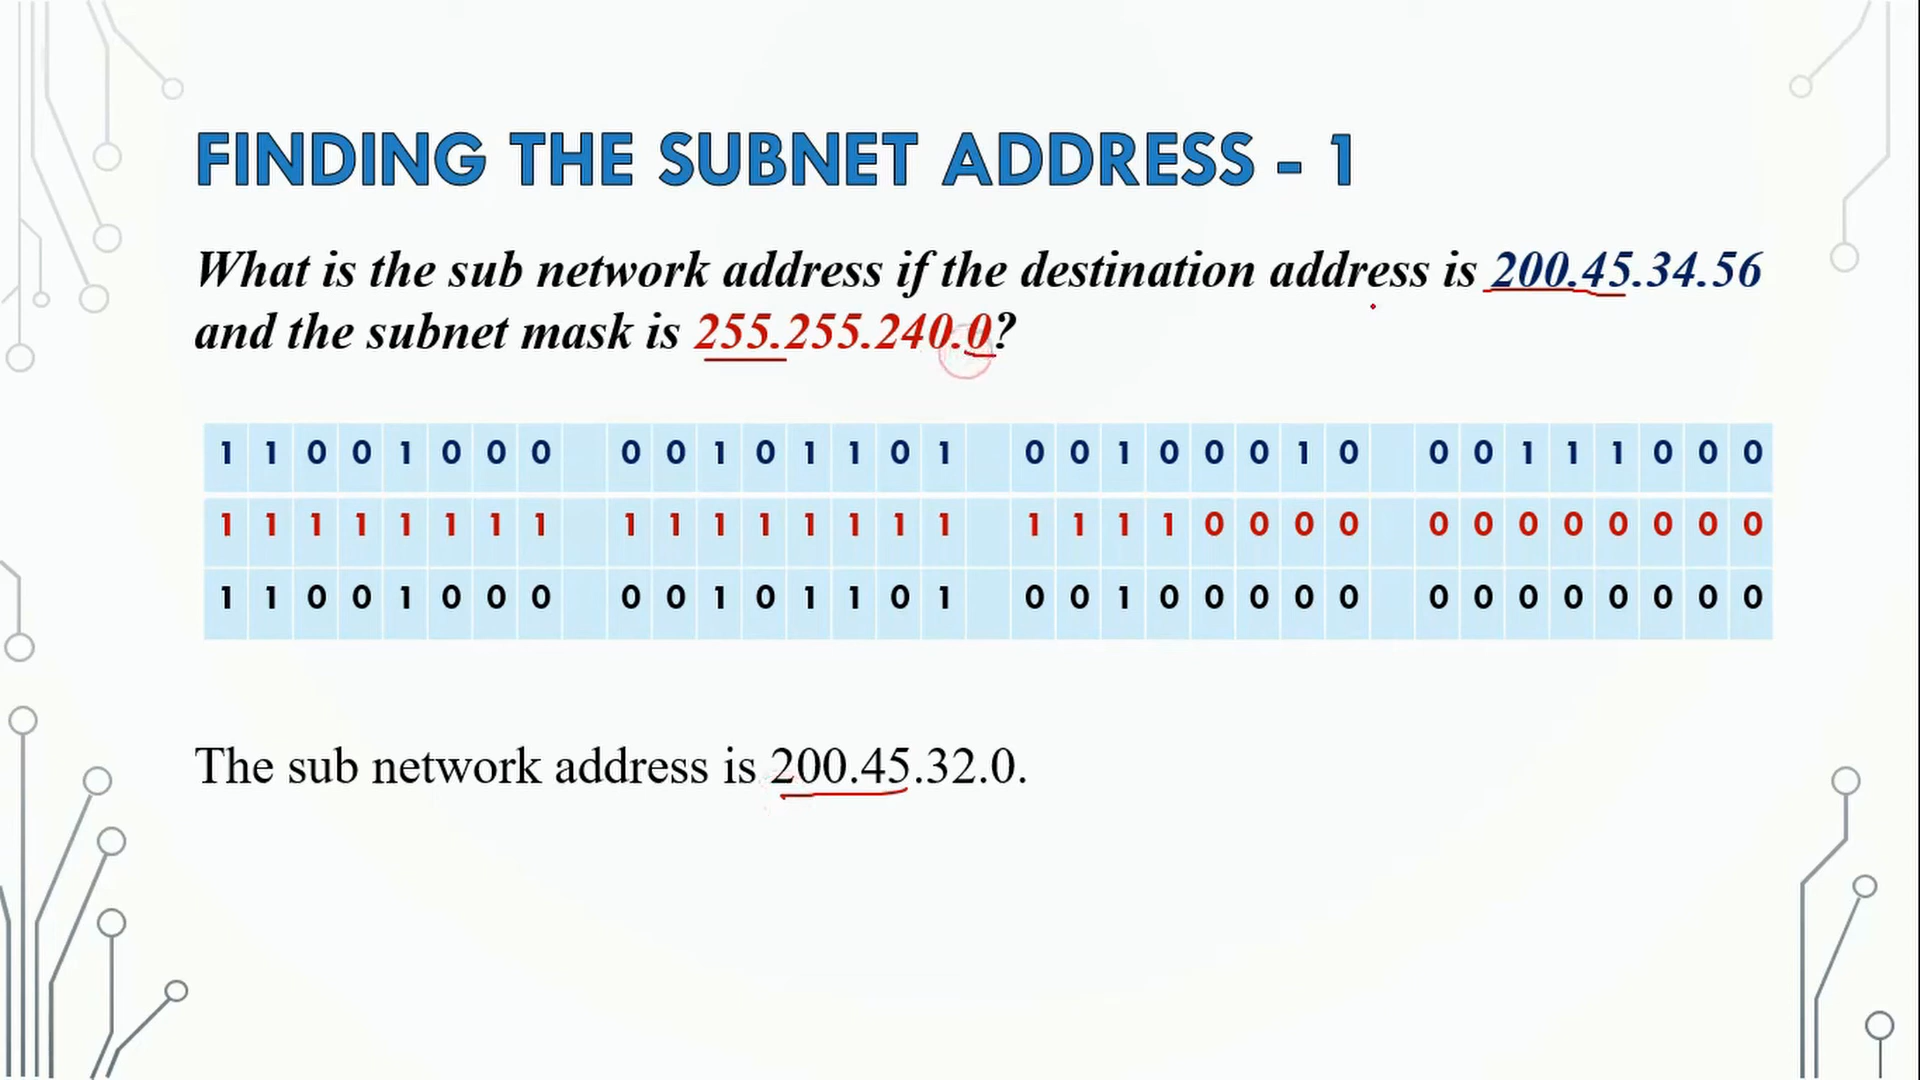 FINDING THE SUBNET ADDRESS - 1
What is the sub network address if the destination address is 200.45.34.56
and the subnet mask is 255.255.240.0?
1 1 0 0 1 0 0 0 0 0 1 0 1 1 0 1 0 0 1 0 0 0 1 0 0 0 1 1 1 0 0 0
1 1 1 1 1 1 1 1 1 1 1 1 1 1 1 1 1 1 1 1 0 0 0 0 0 0 0 0 0 0 0 0
1 1 0 0 1 0 0 0 0 0 1 0 1 1 0 1 0 0 1 0 0 0 0 0 0 0 0 0 0 0 0 0
The sub network address is 200.45.32.0.